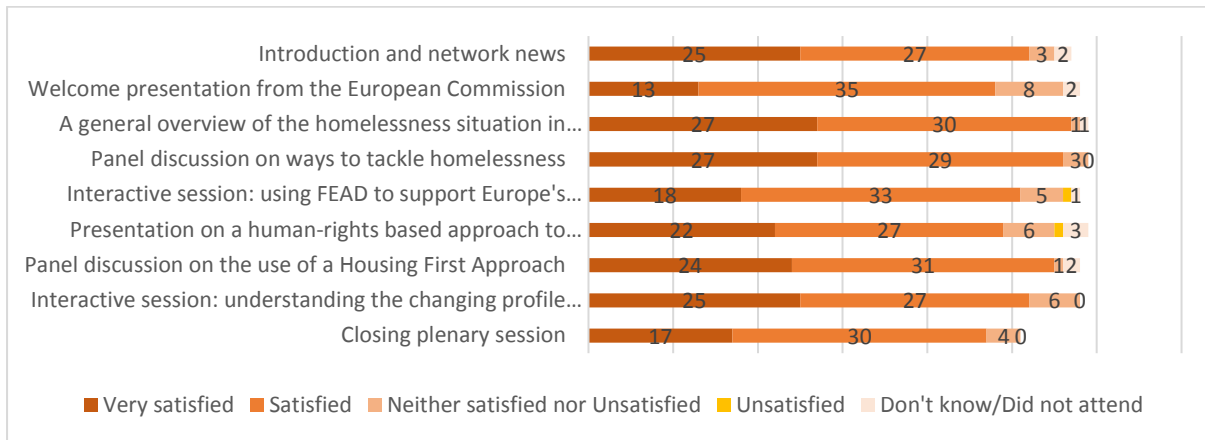 Introduction and network news 25 27 3 2
Welcome presentation from the European Commission 13 35 8 2
A general overview of the homelessness situation in… 27 30 1 1
Panel discussion on ways to tackle homelessness 27 29 3 0
Interactive session: using FEAD to support Europe's… 18 33 5 1
Presentation on a human-rights based approach to… 22 27 6 3
Panel discussion on the use of a Housing First Approach 24 31 1 2
Interactive session: understanding the changing profile… 25 27 6 0
Closing plenary session 17 30 4 0
Very satisfied Satisfied Neither satisfied nor Unsatisfied Unsatisfied Don't know/Did not attend